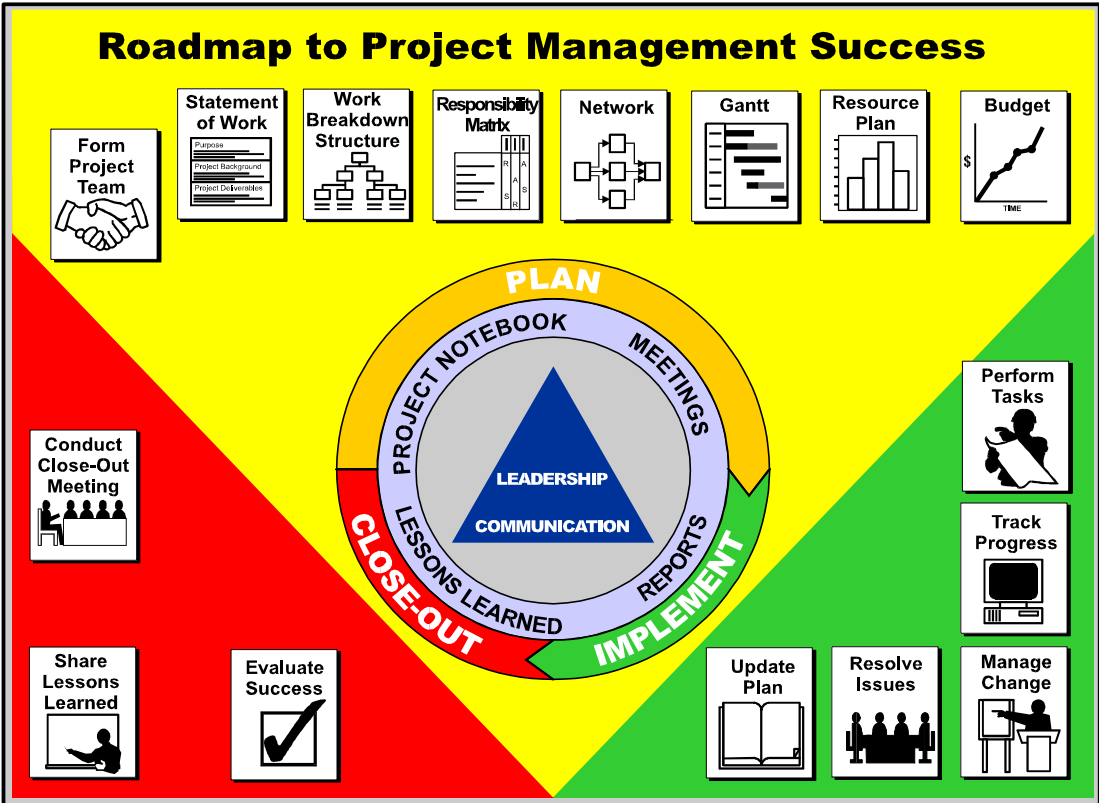 Roadmap to Project Management Success
Form
Project
Team
Statement
of Work
Purpose
Project Background
Project Deliverables
Work
Breakdown
Structure
Responsibility
Matrix
R
A
A
S
S
R
Network
Gantt
Resource
Plan
Budget
$
TIME
PLAN
PROJECT NOTEBOOK
MEETINGS
LEADERSHIP
COMMUNICATION
LESSONS LEARNED
REPORTS
CLOSE-OUT
IMPLEMENT
Perform
Tasks
Track
Progress
Manage
Change
Resolve
Issues
Update
Plan
Evaluate
Success
Share
Lessons
Learned
Conduct
Close-Out
Meeting